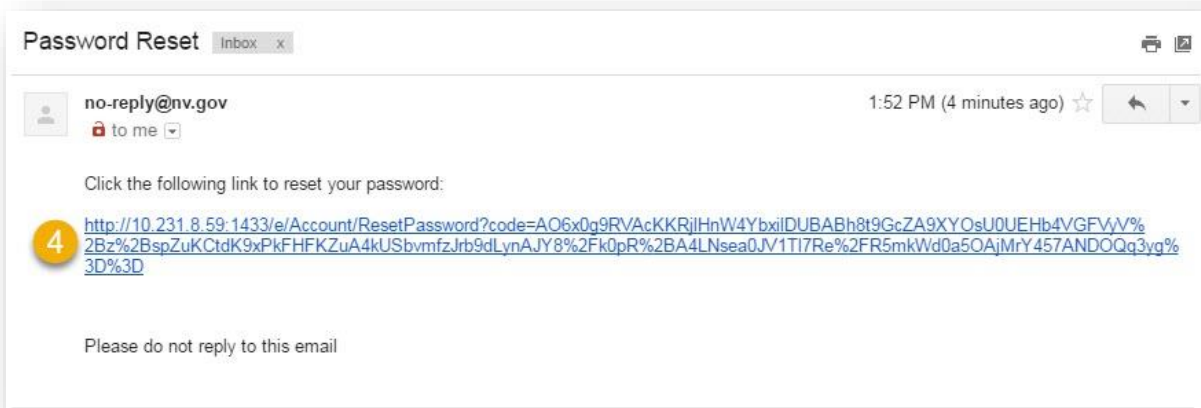 Password Reset Inbox x
no-reply@nv.gov 1:52 PM (4 minutes ago)
to me
Click the following link to reset your password:
http://10.231.8.59:1433/e/Account/ResetPassword?code=AO6x0g9RVAcKKRjlHnW4YbxilDUBABh8t9GcZA9XYOsU0UEHb4VGFVyV%
4 2Bz%2BspZuKCtdK9xPkFHFKZuA4kUSbvmfzJrb9dLynAJY8%2Fk0pR%2BA4LNsea0JV1Tl7Re%2FR5mkWd0a5OAjMrY457ANDOQq3yg%
3D%3D
Please do not reply to this email